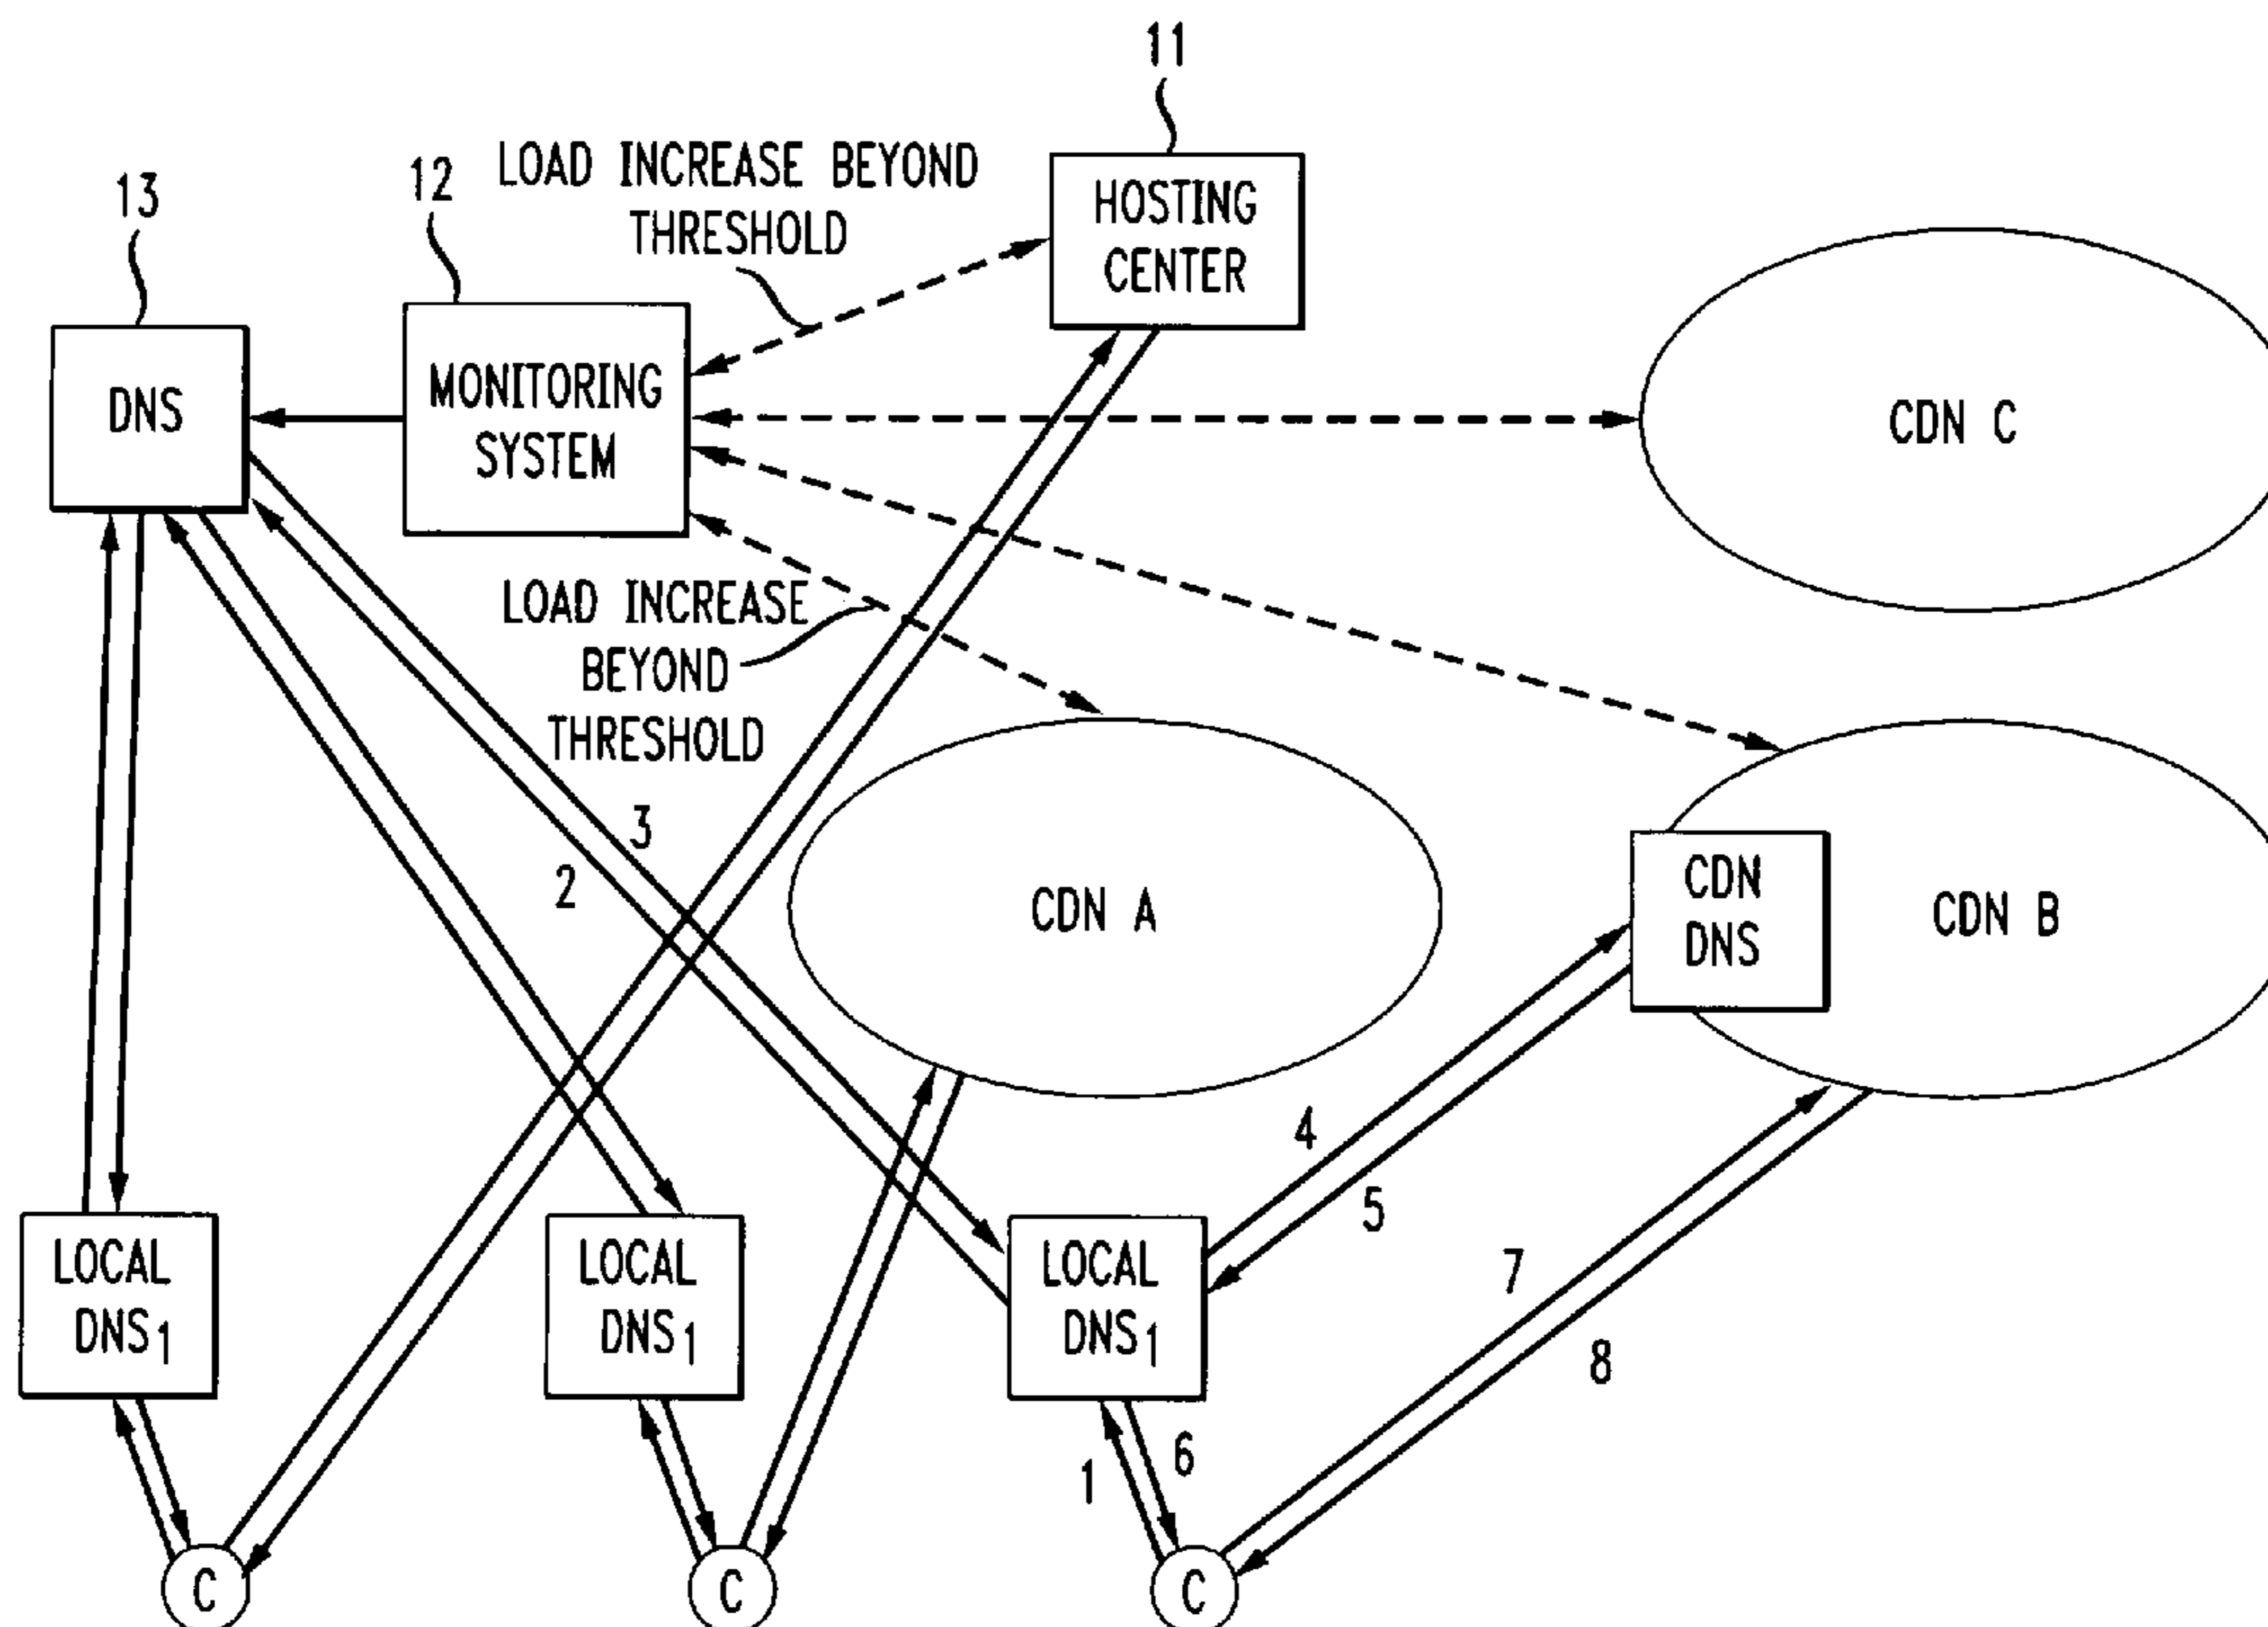 11
13
12
LOAD INCREASE BEYOND
THRESHOLD
HOSTING
CENTER
DNS
MONITORING
SYSTEM
CDN C
LOAD INCREASE
BEYOND
THRESHOLD
3
2
CDN A
CDN
DNS
CDN B
4
5
LOCAL
DNS1
LOCAL
DNS1
LOCAL
DNS1
7
8
1
6
C
C
C